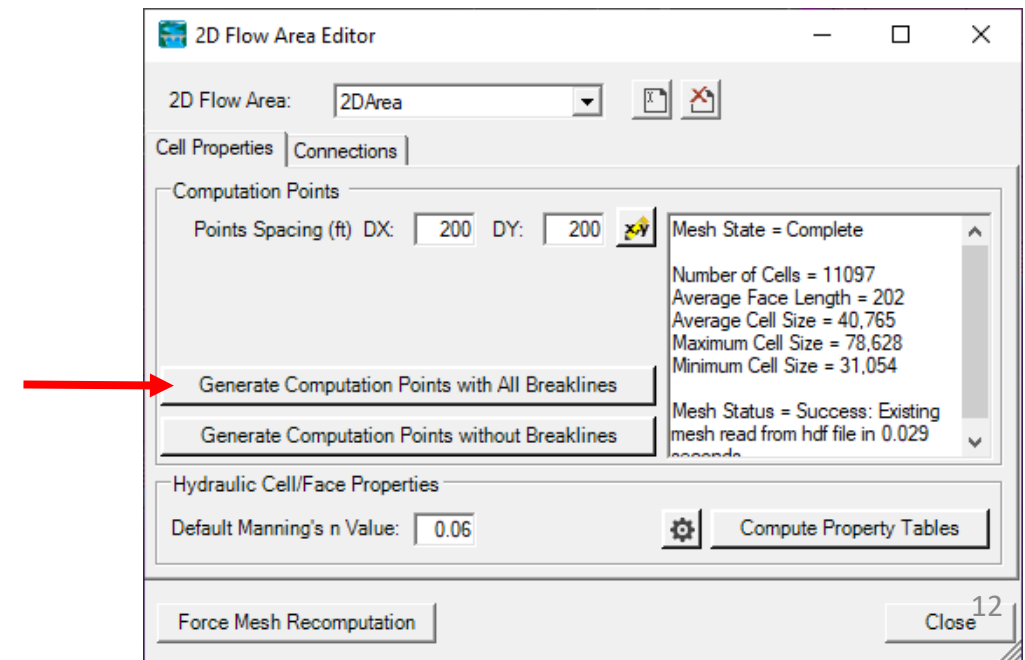 2D Flow Area Editor
2D Flow Area: 2DArea
Cell Properties Connections
Computation Points
Points Spacing (ft) DX: 200 DY: 200
Mesh State = Complete
Number of Cells = 11097
Average Face Length = 202
Average Cell Size = 40,765
Maximum Cell Size = 78,628
Minimum Cell Size = 31,054
Mesh Status = Success: Existing
mesh read from hdf file in 0.029
seconds
Generate Computation Points with All Breaklines
Generate Computation Points without Breaklines
Hydraulic Cell/Face Properties
Default Manning's n Value: 0.06
Compute Property Tables
Force Mesh Recomputation
Close
12